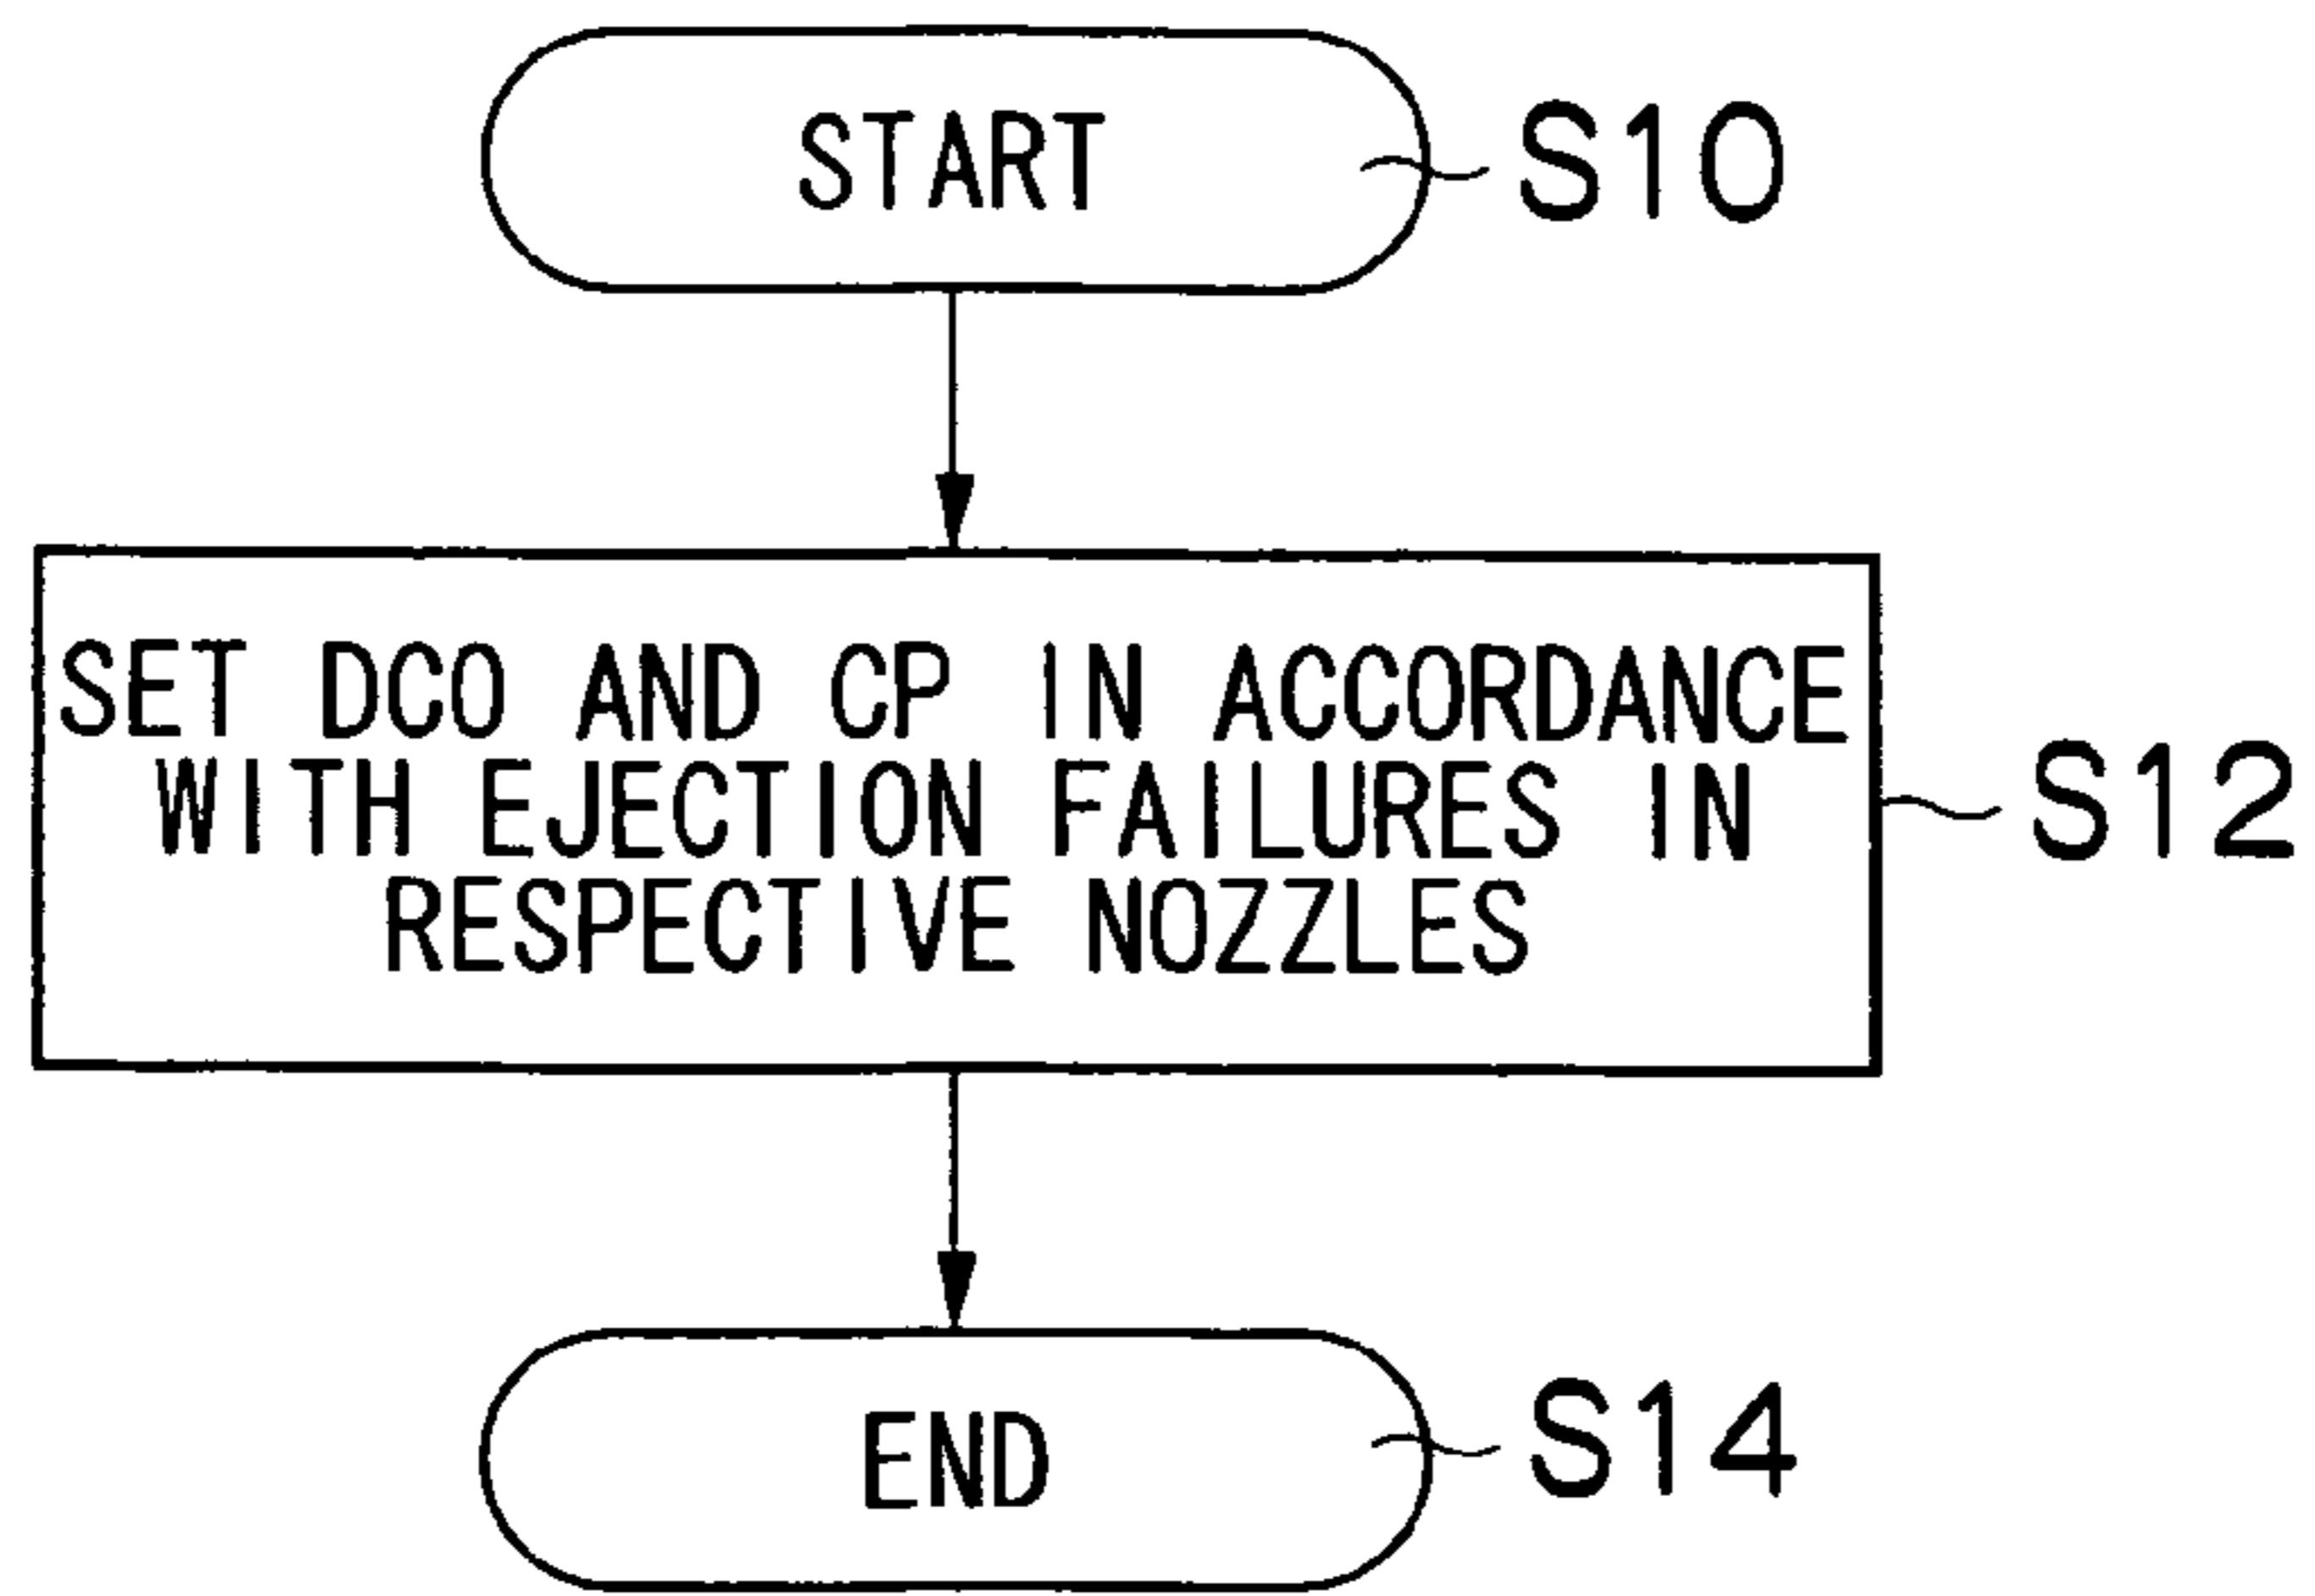 START
S10
SET DCO AND CP IN ACCORDANCE
WITH EJECTION FAILURES IN
RESPECTIVE NOZZLES
S12
END
S14